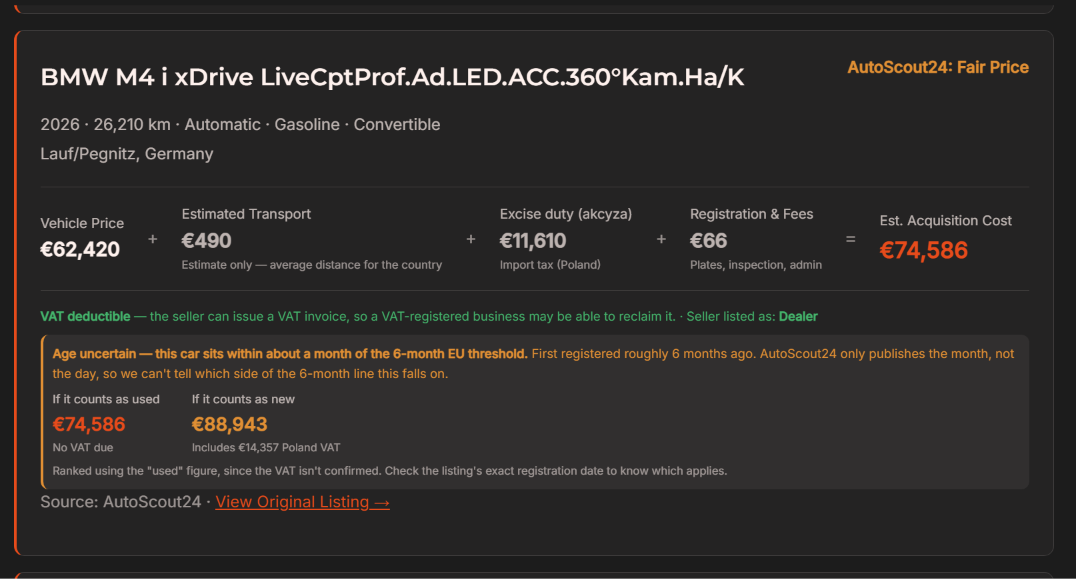 BMW M4 i xDrive LiveCptProf.Ad.LED.ACC.360°Kam.Ha/K
AutoScout24: Fair Price
2026 · 26,210 km · Automatic · Gasoline · Convertible
Lauf/Pegnitz, Germany
Vehicle Price
€62,420
+
Estimated Transport
€490
Estimate only — average distance for the country
+
Excise duty (akcyza)
€11,610
Import tax (Poland)
+
Registration & Fees
€66
Plates, inspection, admin
=
Est. Acquisition Cost
€74,586
VAT deductible — the seller can issue a VAT invoice, so a VAT-registered business may be able to reclaim it. · Seller listed as: Dealer
Age uncertain — this car sits within about a month of the 6-month EU threshold. First registered roughly 6 months ago. AutoScout24 only publishes the month, not
the day, so we can't tell which side of the 6-month line this falls on.
If it counts as used
€74,586
No VAT due
If it counts as new
€88,943
Includes €14,357 Poland VAT
Ranked using the "used" figure, since the VAT isn't confirmed. Check the listing's exact registration date to know which applies.
Source: AutoScout24 · View Original Listing →